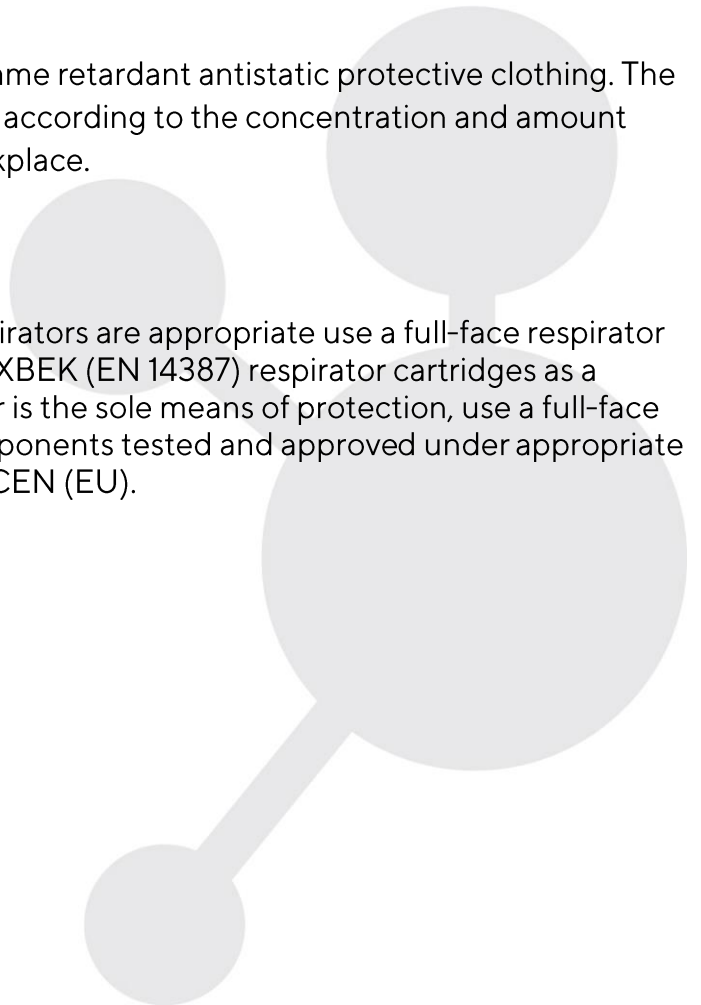 ame retardant antistatic protective clothing. The
according to the concentration and amount
kplace.
irators are appropriate use a full-face respirator
XBEK (EN 14387) respirator cartridges as a
r is the sole means of protection, use a full-face
ponents tested and approved under appropriate
CEN (EU).